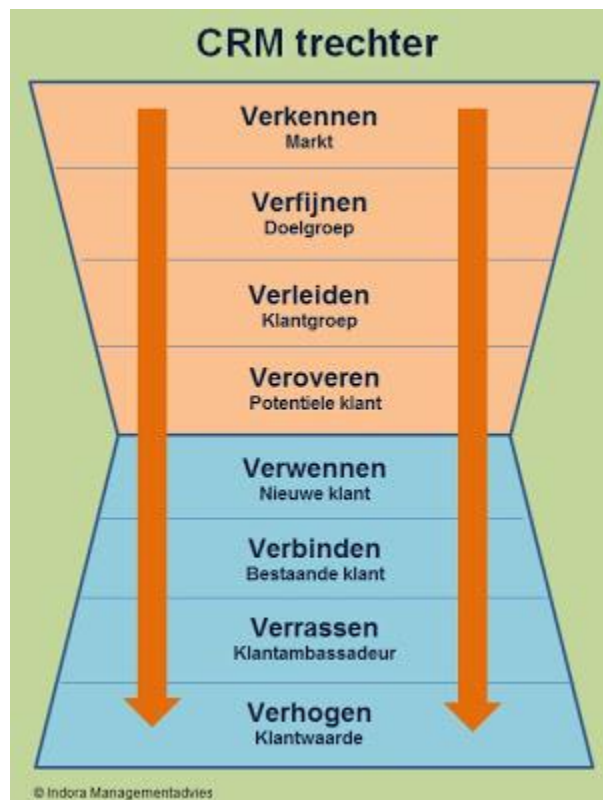 CRM trechter
Verkennen
Markt
Verfijnen
Doelgroep
Verleiden
Klantgroep
Veroveren
Potentiele klant
Verwennen
Nieuwe klant
Verbinden
Bestaande klant
Verrassen
Klantambassadeur
Verhogen
Klantwaarde
© Indora Managementadvies